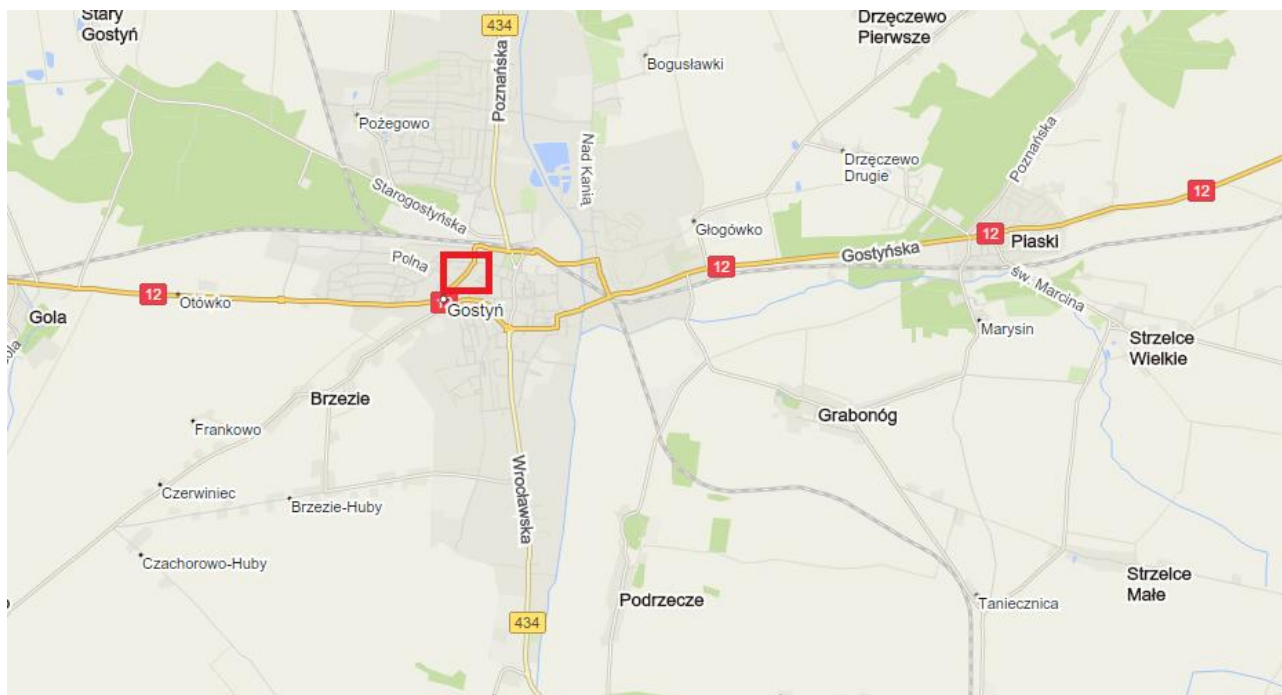 Stary
Gostyń
434
Drzęczewo
Pierwsze
Poznańska
Bogusławki
Pożegowo
Nad Kanią
Drzęczewo
Drugie
Poznańska
12
Starogostyńska
Głogówko
12
Piaski
Gostyńska
Polna
12
św. Marcina
12
Otówko
Gostyń
Gola
Marysin
Strzelce
Wielkie
Brzezie
Grabonóg
Frankowo
Czerwiniec
Brzezie-Huby
Wrocławska
Czachorowo-Huby
Strzelce
Małe
Podrzecze
Taniecznica
434